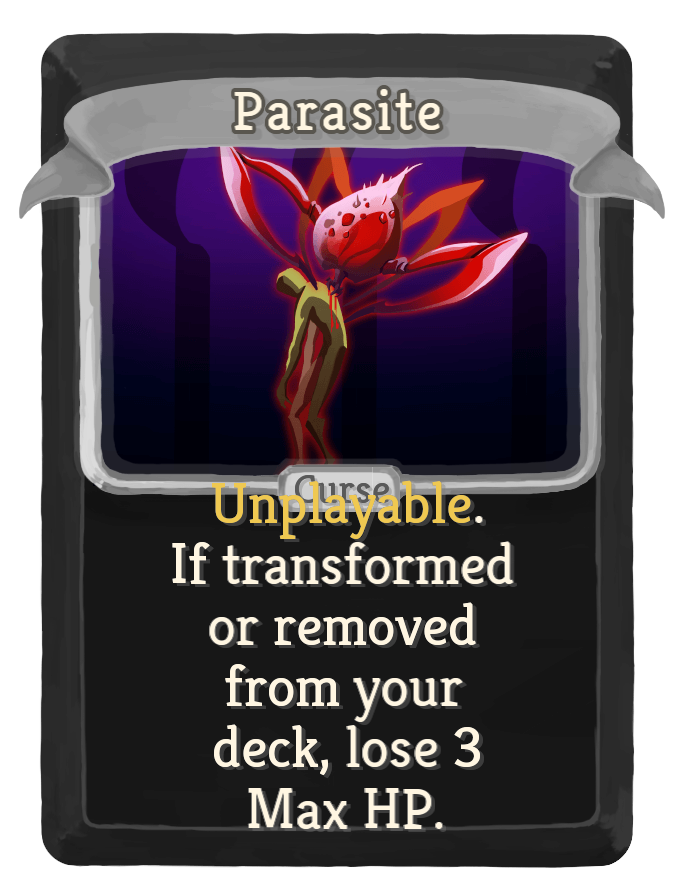 Parasite
Curse
Unplayable.
If transformed
or removed
from your
deck, lose 3
Max HP.